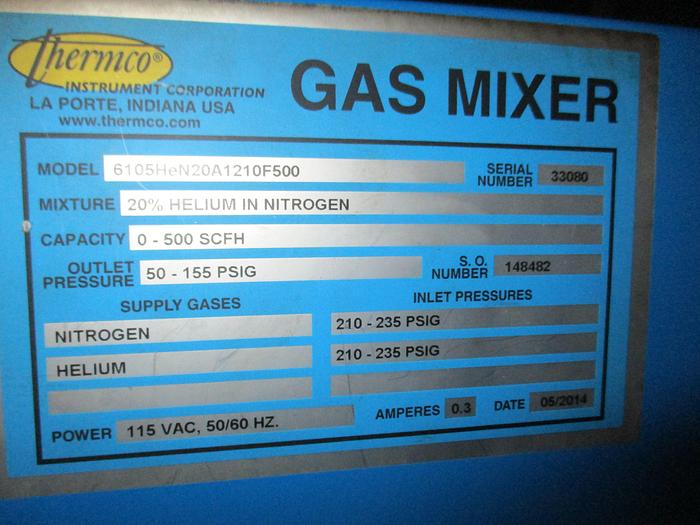 thermco®
INSTRUMENT CORPORATION
LA PORTE, INDIANA USA
www.thermco.com
GAS MIXER
MODEL 6105HeN20A1210F500 SERIAL NUMBER 33080
MIXTURE 20% HELIUM IN NITROGEN
CAPACITY 0 - 500 SCFH
OUTLET PRESSURE 50 - 155 PSIG S. O. NUMBER 148482
SUPPLY GASES INLET PRESSURES
NITROGEN 210 - 235 PSIG
HELIUM 210 - 235 PSIG
POWER 115 VAC, 50/60 HZ. AMPERES 0.3 DATE 05/2014